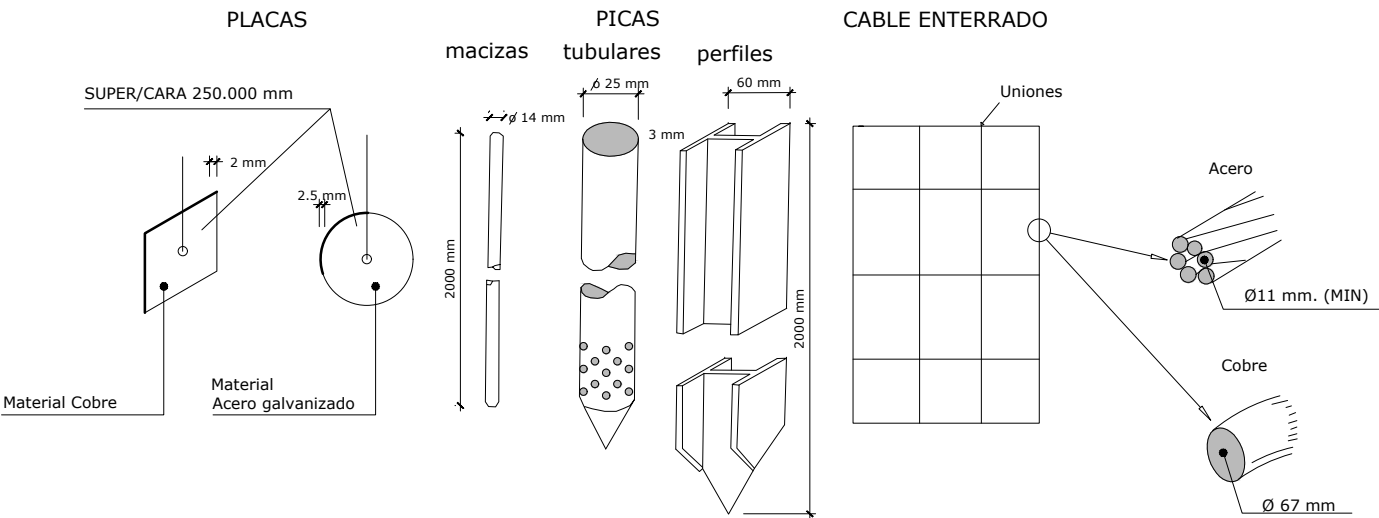 PLACAS
PICAS
CABLE ENTERRADO
macizas
tubulares
perfiles
SUPER/CARA 250.000 mm
ø 25 mm
60 mm
Uniones
ø 14 mm
3 mm
2 mm
Acero
2.5 mm
2000 mm
2000 mm
Ø11 mm. (MIN)
Cobre
Material Cobre
Material
Acero galvanizado
Ø 67 mm